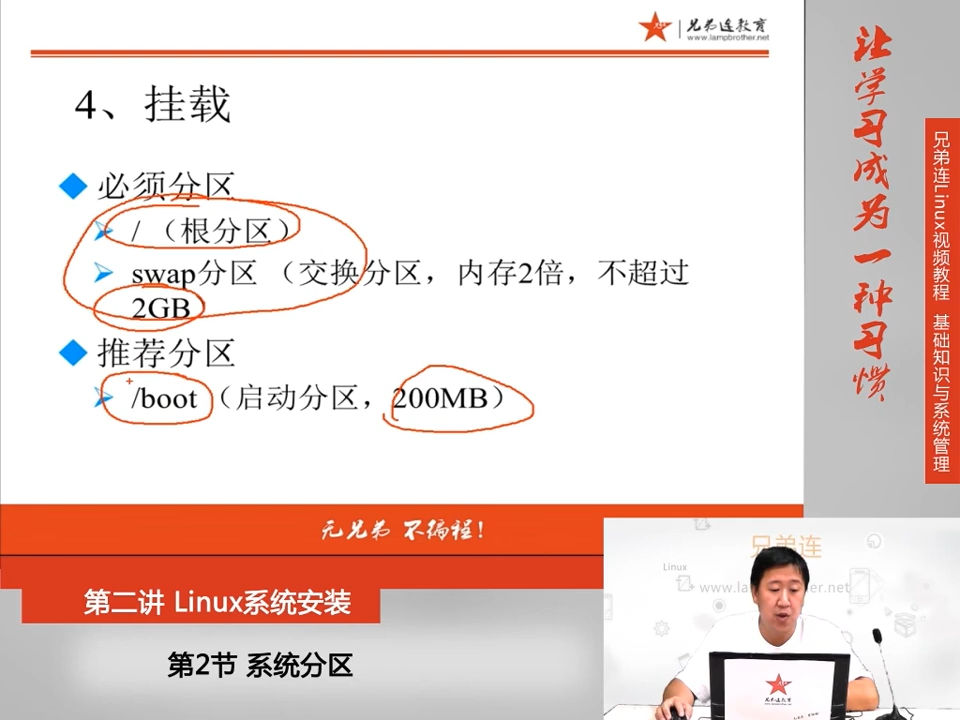 兄弟连教育
www.lampbrother.net
4、挂载
必须分区
/（根分区）
swap分区（交换分区，内存2倍，不超过
2GB
推荐分区
/boot（启动分区，200MB）
无兄弟 不编程!
第二讲 Linux系统安装
第2节 系统分区
让学习成为一种习惯
兄弟连Linux视频教程 基础知识与系统管理
兄弟连
Linux
兄弟连教育